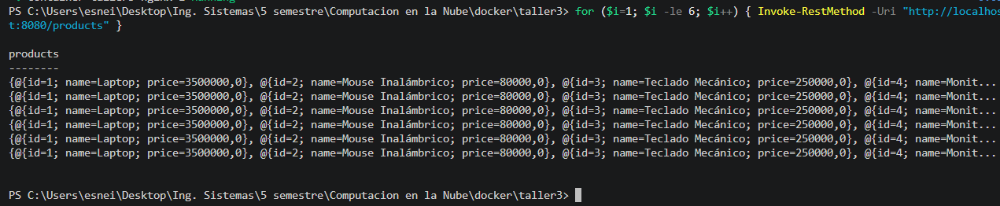 PS C:\Users\esnei\Desktop\Ing. Sistemas\5 semestre\Computacion en la Nube\docker\taller3> for ($i=1; $i -le 6; $i++) { Invoke-RestMethod -Uri "http://localhos
t:8080/products" }
products
--------
{@{id=1; name=Laptop; price=3500000,0}, @{id=2; name=Mouse Inalámbrico; price=80000,0}, @{id=3; name=Teclado Mecánico; price=250000,0}, @{id=4; name=Monit...
{@{id=1; name=Laptop; price=3500000,0}, @{id=2; name=Mouse Inalámbrico; price=80000,0}, @{id=3; name=Teclado Mecánico; price=250000,0}, @{id=4; name=Monit...
{@{id=1; name=Laptop; price=3500000,0}, @{id=2; name=Mouse Inalámbrico; price=80000,0}, @{id=3; name=Teclado Mecánico; price=250000,0}, @{id=4; name=Monit...
{@{id=1; name=Laptop; price=3500000,0}, @{id=2; name=Mouse Inalámbrico; price=80000,0}, @{id=3; name=Teclado Mecánico; price=250000,0}, @{id=4; name=Monit...
{@{id=1; name=Laptop; price=3500000,0}, @{id=2; name=Mouse Inalámbrico; price=80000,0}, @{id=3; name=Teclado Mecánico; price=250000,0}, @{id=4; name=Monit...
{@{id=1; name=Laptop; price=3500000,0}, @{id=2; name=Mouse Inalámbrico; price=80000,0}, @{id=3; name=Teclado Mecánico; price=250000,0}, @{id=4; name=Monit...
PS C:\Users\esnei\Desktop\Ing. Sistemas\5 semestre\Computacion en la Nube\docker\taller3>